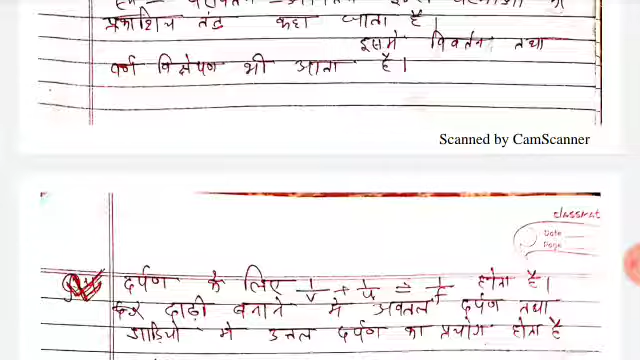 प्रकाशिय तंत्र कहा जाता है।
इसमें विवर्तन तथा
वर्ण विक्षेपण भी आता है।
Scanned by CamScanner
classmat
Date
Page
दर्पण के लिए 1/v + 1/u = 1/f होता है।
दाढ़ी बनाने मे अवतल दर्पण तथा
गाडियो मे उत्तल दर्पण का प्रयोग होता है